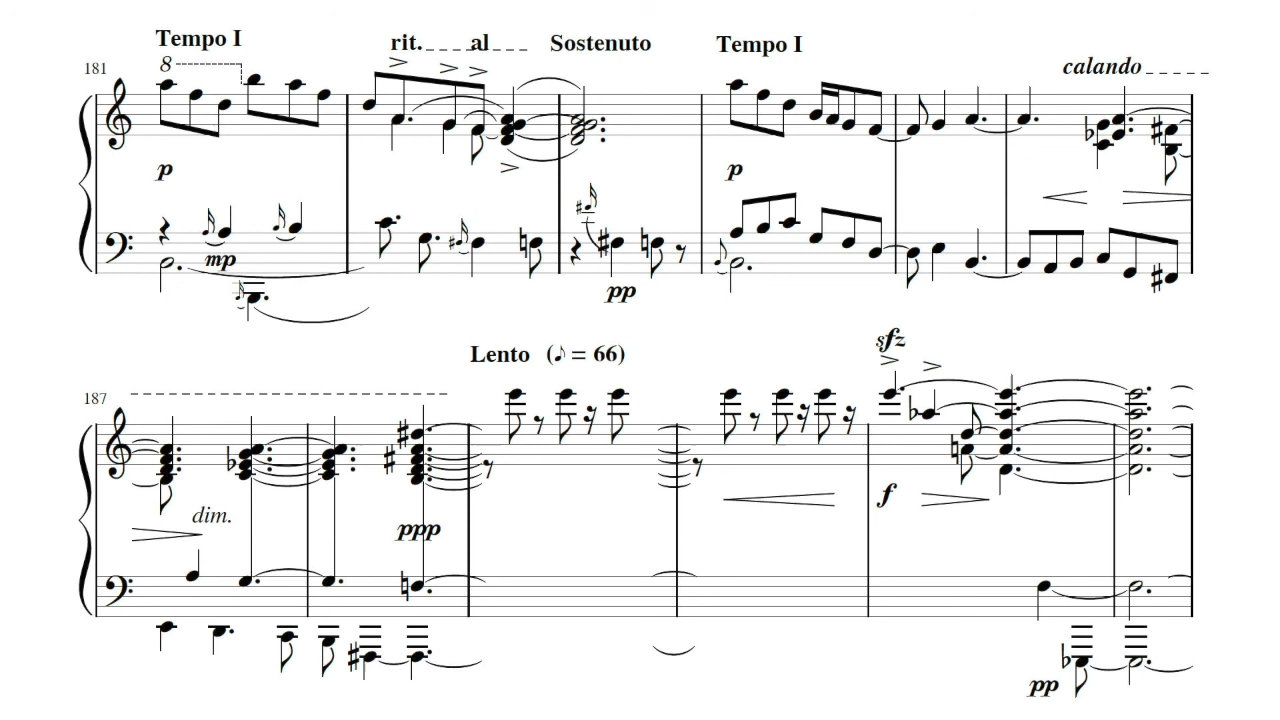 Tempo I
rit. al
Sostenuto
Tempo I
calando
181
8
p
mp
pp
p
Lento (♪ = 66)
187
dim.
ppp
sfz
f
pp